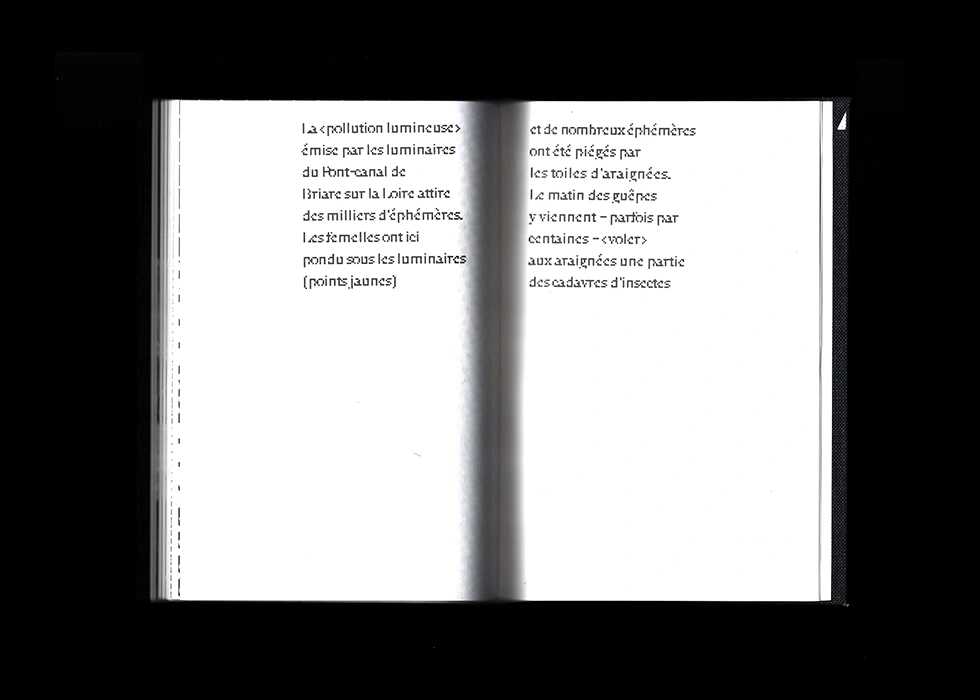 La <pollution lumineuse>
émise par les luminaires
du Pont-canal de
Briare sur la Loire attire
des milliers d'éphémères.
Les femelles ont ici
pondu sous les luminaires
(points jaunes)
et de nombreux éphémères
ont été piégés par
les toiles d'araignées.
Le matin des guêpes
y viennent – parfois par
centaines – <voler>
aux araignées une partie
des cadavres d'insectes